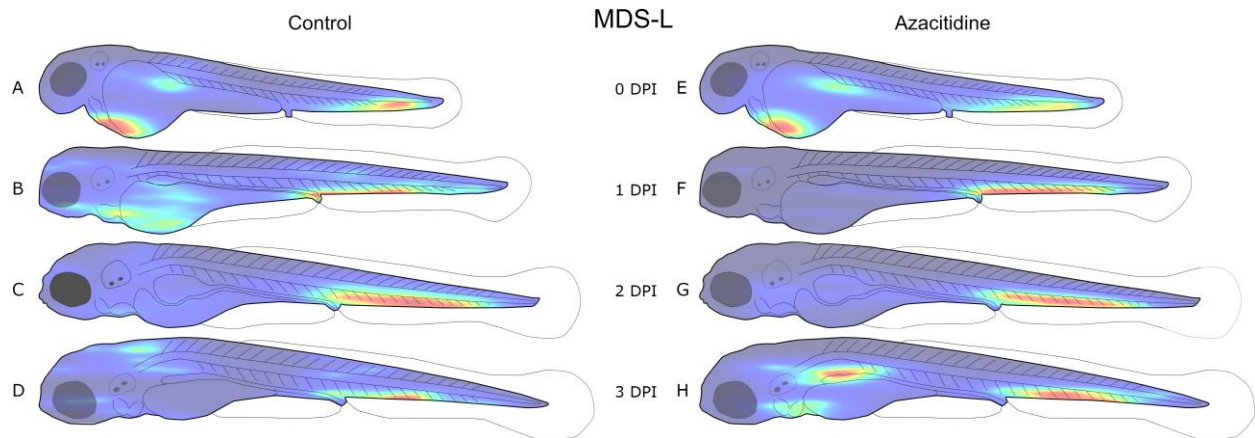 MDS-L
Control Azacitidine
A 0 DPI E
B 1 DPI F
C 2 DPI G
D 3 DPI H